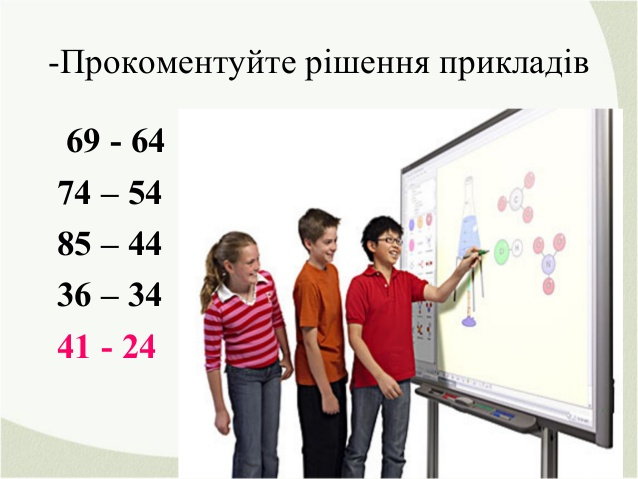 -Прокоментуйте рішення прикладів
69 - 64
74 – 54
85 – 44
36 – 34
41 - 24